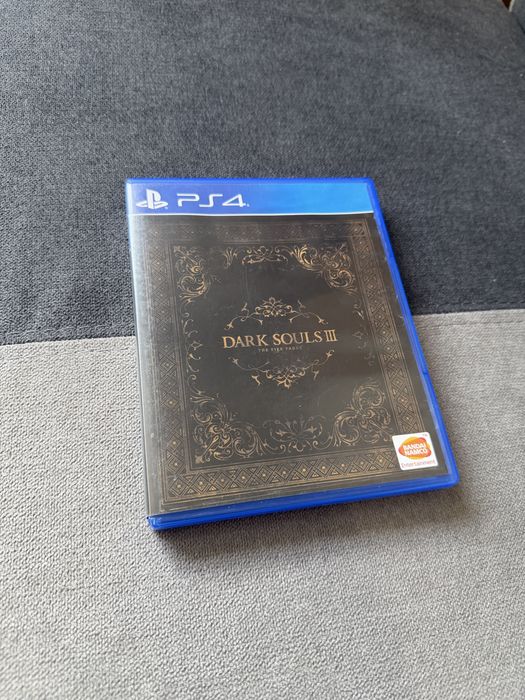 PS4
DARK SOULS III
THE FIRE FADES
BANDAI
NAMCO
Entertainment